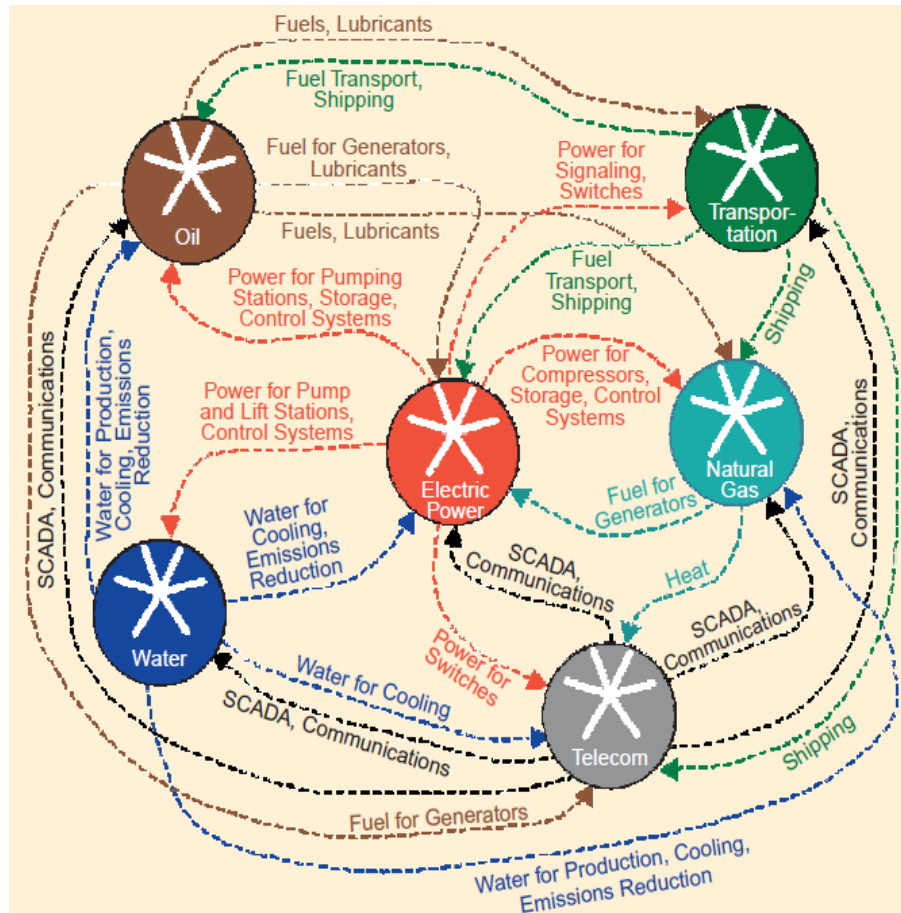 Fuels, Lubricants
Fuel Transport,
Shipping
Fuel for Generators,
Lubricants
Power for
Signaling,
Switches
Transpor-
tation
Oil
Fuels, Lubricants
Fuel
Transport,
Shipping
Shipping
Power for Pumping
Stations, Storage,
Control Systems
Power for
Compressors,
Storage, Control
Systems
Power for Pump
and Lift Stations,
Control Systems
SCADA, Communications
Water for Production,
Cooling, Emissions
Reduction
Electric
Power
Natural
Gas
SCADA,
Communications
Fuel for
Generators
Water for
Cooling,
Emissions
Reduction
SCADA,
Communications
Heat
SCADA,
Communications
Water
Power for
Switches
Water for Cooling
SCADA, Communications
Telecom
Shipping
Fuel for Generators
Water for Production, Cooling,
Emissions Reduction